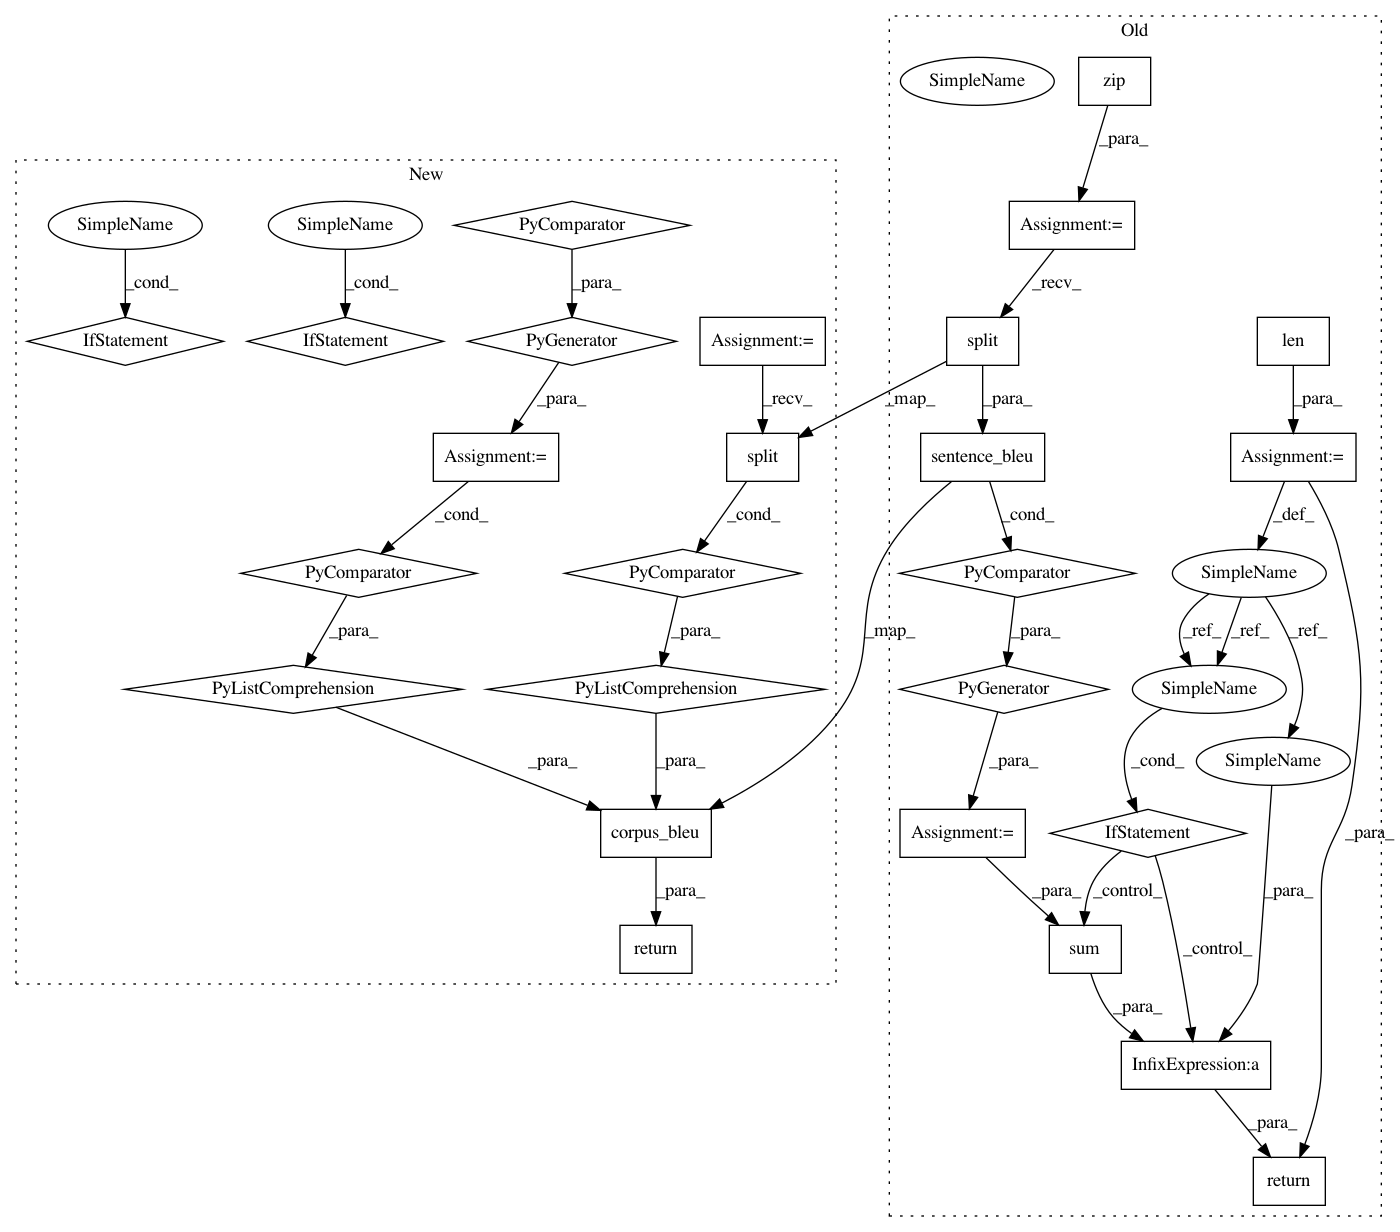 Old
SimpleName
zip
_para_
New
SimpleName
SimpleName
PyComparator
Assignment:=
_cond_
_cond_
_para_
_recv_
IfStatement
IfStatement
PyGenerator
Assignment:=
split
len
_para_
_recv_
_map_
_para_
_para_
Assignment:=
split
sentence_bleu
Assignment:=
_cond_
_cond_
_cond_
_def_
PyComparator
PyComparator
PyComparator
SimpleName
_para_
_para_
_map_
_para_
_ref_
_ref_
_ref_
PyListComprehension
PyListComprehension
PyGenerator
SimpleName
_para_
_para_
_para_
_cond_
SimpleName
corpus_bleu
Assignment:=
IfStatement
_para_
_para_
_para_
_control_
_para_
return
sum
_control_
_para_
InfixExpression:a
_para_
return